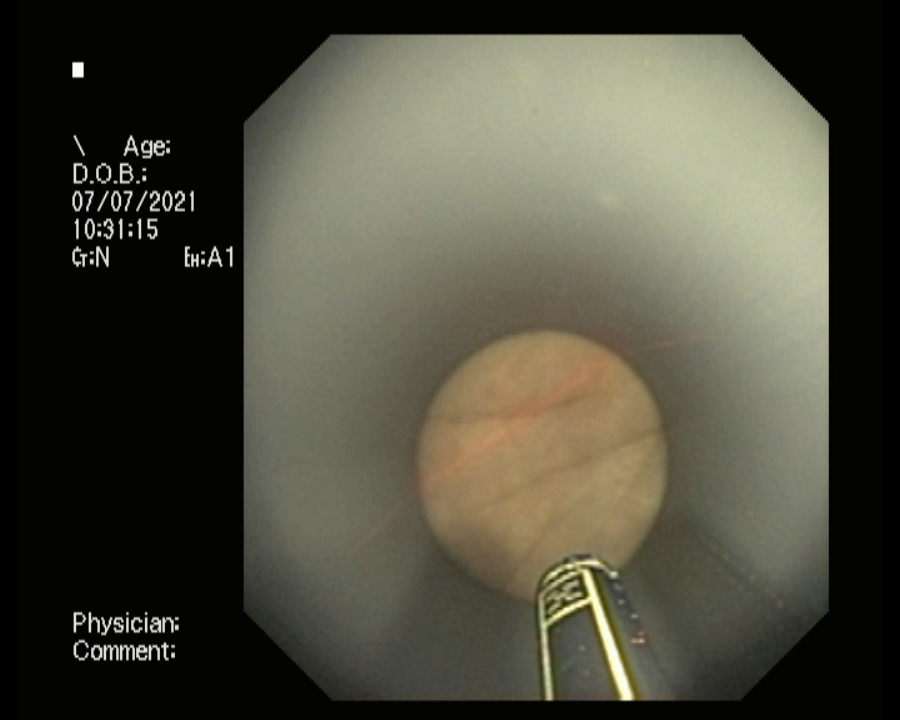 \ Age:
D.O.B.:
07/07/2021
10:31:15
Cr:N EH:A1
Physician:
Comment: